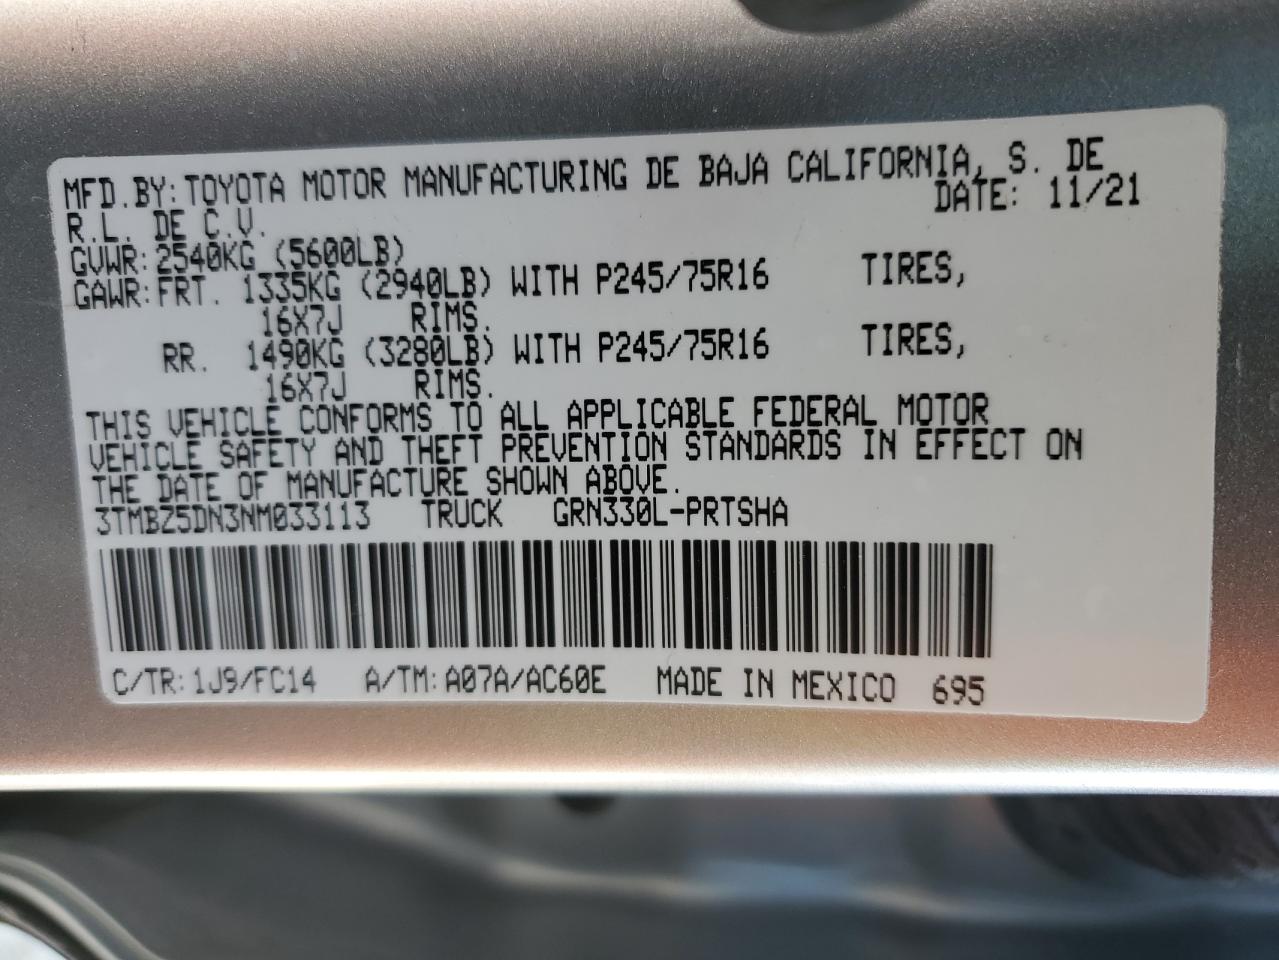 MFD.BY:TOYOTA MOTOR MANUFACTURING DE BAJA CALIFORNIA, S. DE
R.L. DE C.V. DATE: 11/21
GVWR:2540KG (5600LB)
GAWR:FRT. 1335KG (2940LB) WITH P245/75R16 TIRES,
16X7J RIMS.
RR. 1490KG (3280LB) WITH P245/75R16 TIRES,
16X7J RIMS.
THIS VEHICLE CONFORMS TO ALL APPLICABLE FEDERAL MOTOR
VEHICLE SAFETY AND THEFT PREVENTION STANDARDS IN EFFECT ON
THE DATE OF MANUFACTURE SHOWN ABOVE.
3TMBZ5DN3NM033113 TRUCK GRN330L-PRTSHA
C/TR:1J9/FC14 A/TM:A07A/AC60E MADE IN MEXICO 695